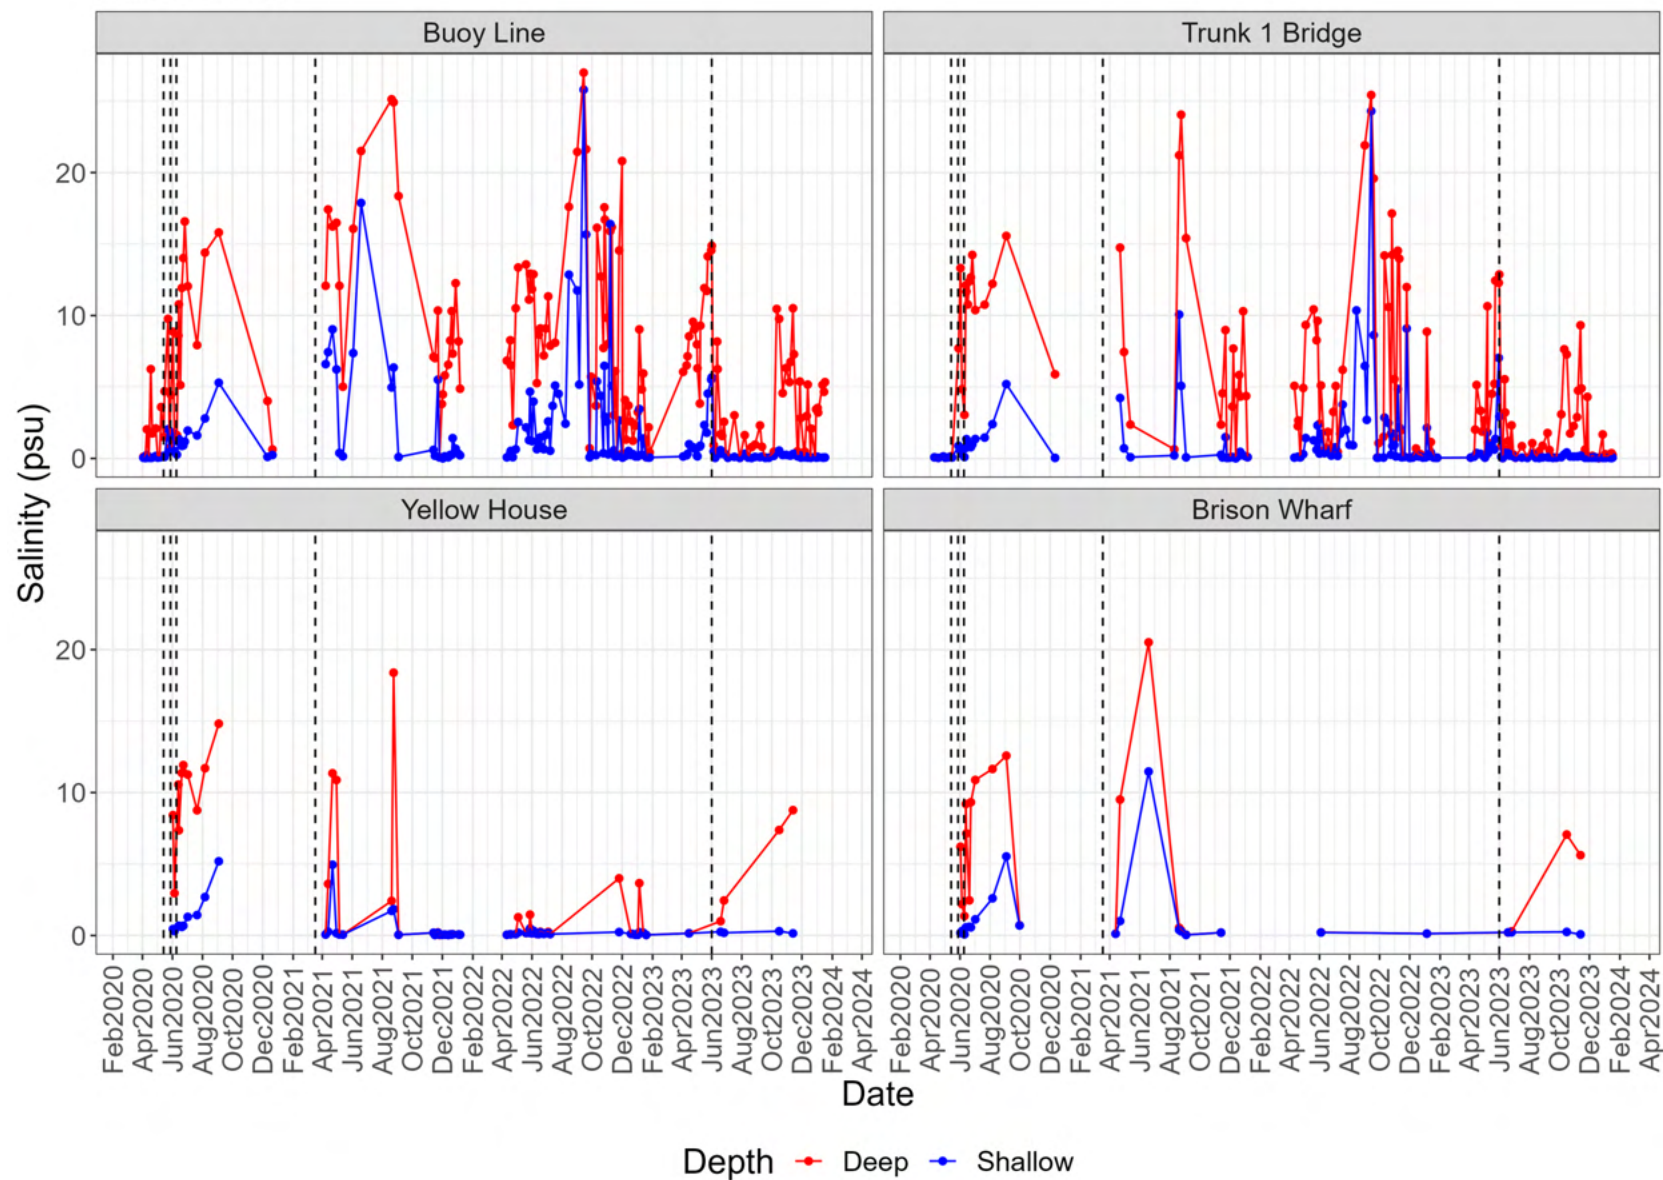 Buoy Line
Trunk 1 Bridge
20
10
0
Yellow House
Brison Wharf
20
10
0
Salinity (psu)
Feb2020 Apr2020 Jun2020 Aug2020 Oct2020 Dec2020 Feb2021 Apr2021 Jun2021 Aug2021 Oct2021 Dec2021 Feb2022 Apr2022 Jun2022 Aug2022 Oct2022 Dec2022 Feb2023 Apr2023 Jun2023 Aug2023 Oct2023 Dec2023 Feb2024 Apr2024
Feb2020 Apr2020 Jun2020 Aug2020 Oct2020 Dec2020 Feb2021 Apr2021 Jun2021 Aug2021 Oct2021 Dec2021 Feb2022 Apr2022 Jun2022 Aug2022 Oct2022 Dec2022 Feb2023 Apr2023 Jun2023 Aug2023 Oct2023 Dec2023 Feb2024 Apr2024
Date
Depth Deep Shallow